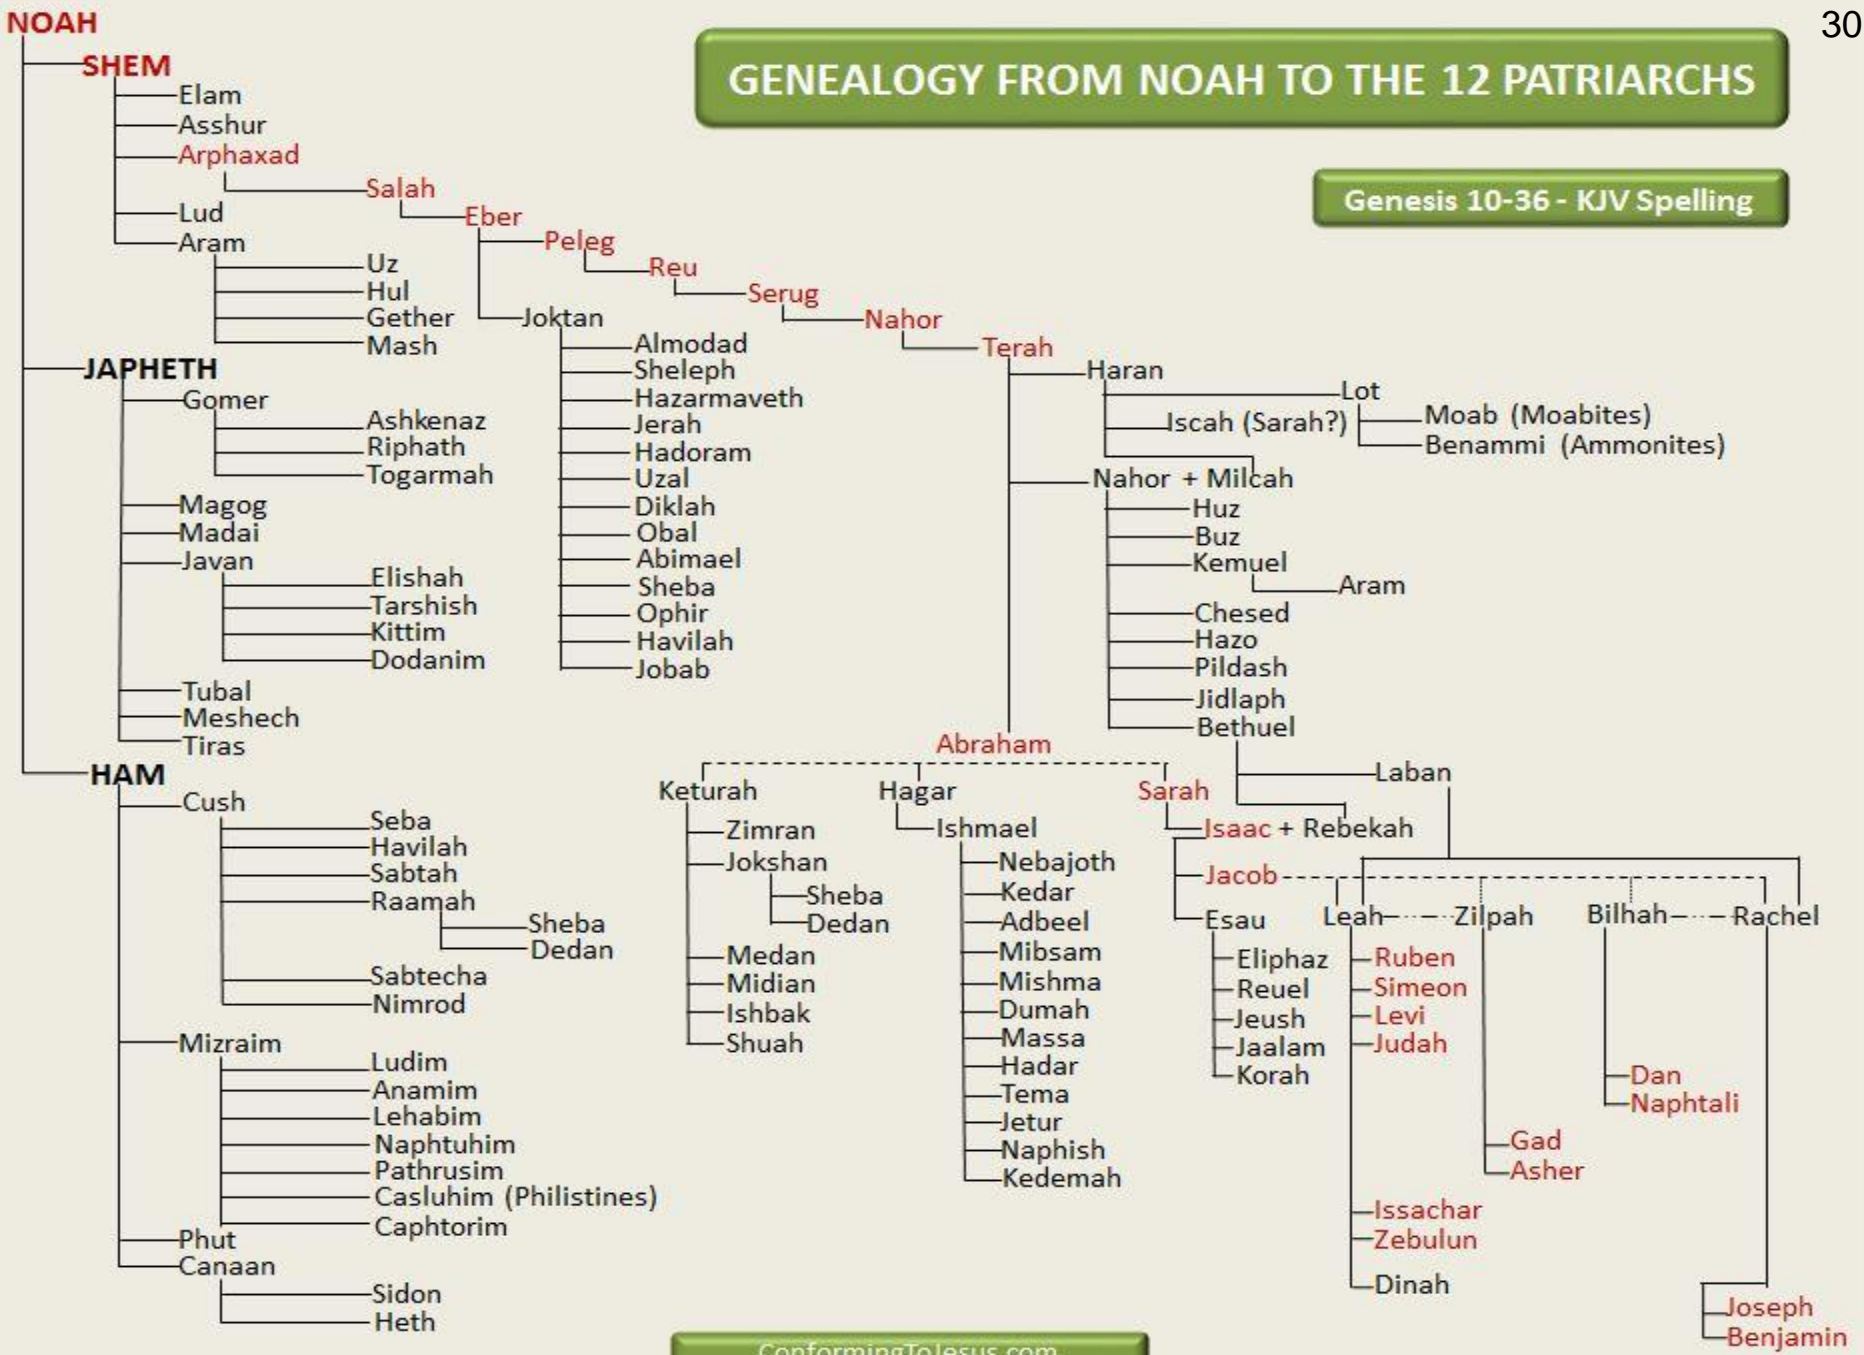 30
GENEALOGY FROM NOAH TO THE 12 PATRIARCHS
Genesis 10-36 - KJV Spelling
NOAH
SHEM
Elam
Asshur
Arphaxad
Salah
Eber
Peleg
Reu
Serug
Nahor
Terah
Joktan
Almodad
Sheleph
Hazarmaveth
Jerah
Hadoram
Uzal
Diklah
Obal
Abimael
Sheba
Ophir
Havilah
Jobab
Lud
Aram
Uz
Hul
Gether
Mash
JAPHETH
Gomer
Ashkenaz
Riphath
Togarmah
Magog
Madai
Javan
Elishah
Tarshish
Kittim
Dodanim
Tubal
Meshech
Tiras
HAM
Cush
Seba
Havilah
Sabtah
Raamah
Sheba
Dedan
Sabtecha
Nimrod
Mizraim
Ludim
Anamim
Lehabim
Naphtuhim
Pathrusim
Casluhim (Philistines)
Caphtorim
Phut
Canaan
Sidon
Heth
Haran
Lot
Moab (Moabites)
Benammi (Ammonites)
Iscah (Sarah?)
Nahor + Milcah
Huz
Buz
Kemuel
Aram
Chesed
Hazo
Pildash
Jidlaph
Bethuel
Laban
Abraham
Keturah
Zimran
Jokshan
Sheba
Dedan
Medan
Midian
Ishbak
Shuah
Hagar
Ishmael
Nebajoth
Kedar
Adbeel
Mibsam
Mishma
Dumah
Massa
Hadar
Tema
Jetur
Naphish
Kedemah
Sarah
Isaac + Rebekah
Jacob
Esau
Eliphaz
Reuel
Jeush
Jaalam
Korah
Leah
Ruben
Simeon
Levi
Judah
Issachar
Zebulun
Dinah
Zilpah
Gad
Asher
Bilhah
Dan
Naphtali
Rachel
Joseph
Benjamin
ConformingToJesus.com